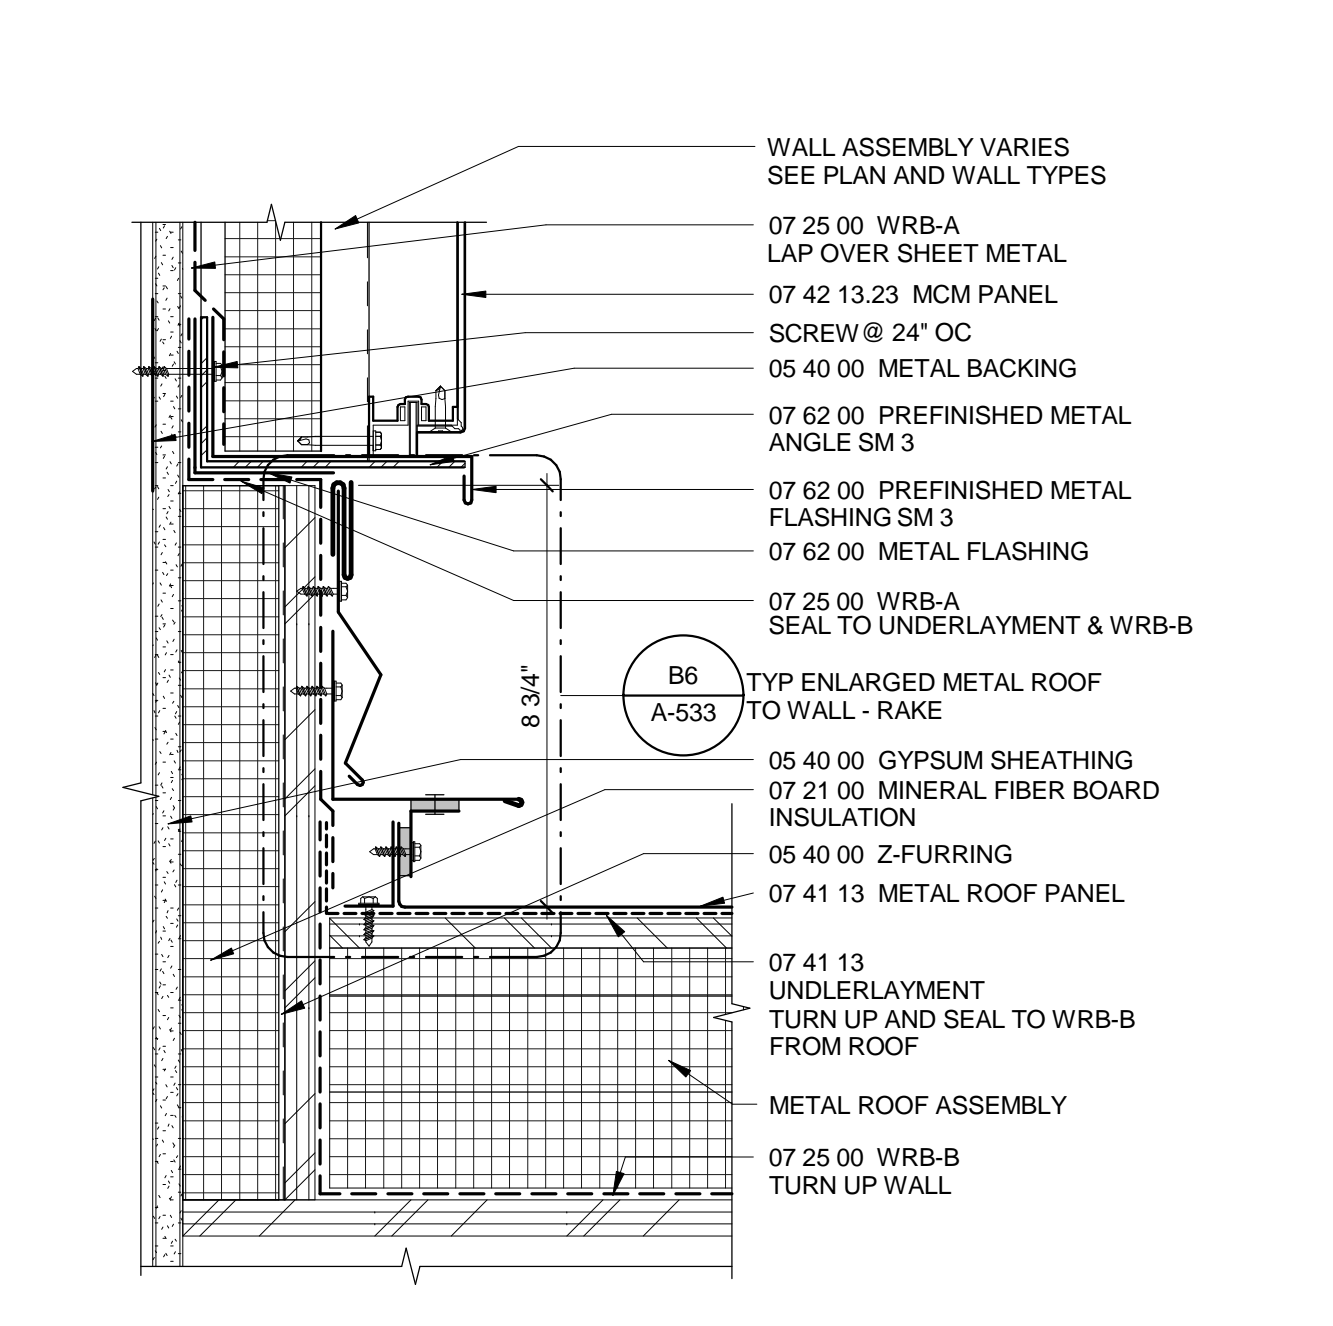 WALL ASSEMBLY VARIES
SEE PLAN AND WALL TYPES
07 25 00 WRB-A
LAP OVER SHEET METAL
07 42 13.23 MCM PANEL
SCREW @ 24" OC
05 40 00 METAL BACKING
07 62 00 PREFINISHED METAL
ANGLE SM 3
07 62 00 PREFINISHED METAL
FLASHING SM 3
07 62 00 METAL FLASHING
07 25 00 WRB-A
SEAL TO UNDERLAYMENT & WRB-B
8 3/4"
B6
A-533
TYP ENLARGED METAL ROOF
TO WALL - RAKE
05 40 00 GYPSUM SHEATHING
07 21 00 MINERAL FIBER BOARD
INSULATION
05 40 00 Z-FURRING
07 41 13 METAL ROOF PANEL
07 41 13
UNDLERLAYMENT
TURN UP AND SEAL TO WRB-B
FROM ROOF
METAL ROOF ASSEMBLY
07 25 00 WRB-B
TURN UP WALL